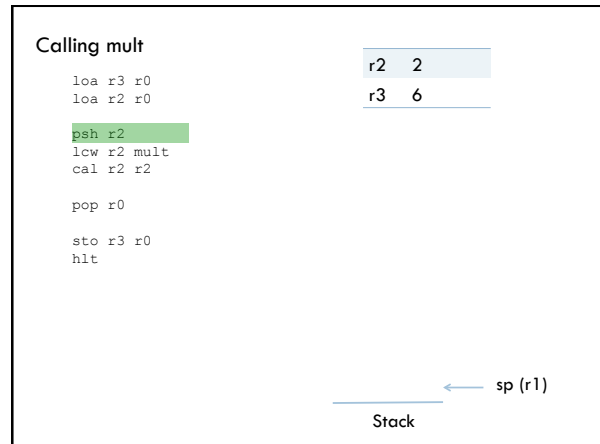 Calling mult
loa r3 r0
loa r2 r0
psh r2
lcw r2 mult
cal r2 r2
pop r0
sto r3 r0
hlt
r2 2
r3 6
sp (r1)
Stack